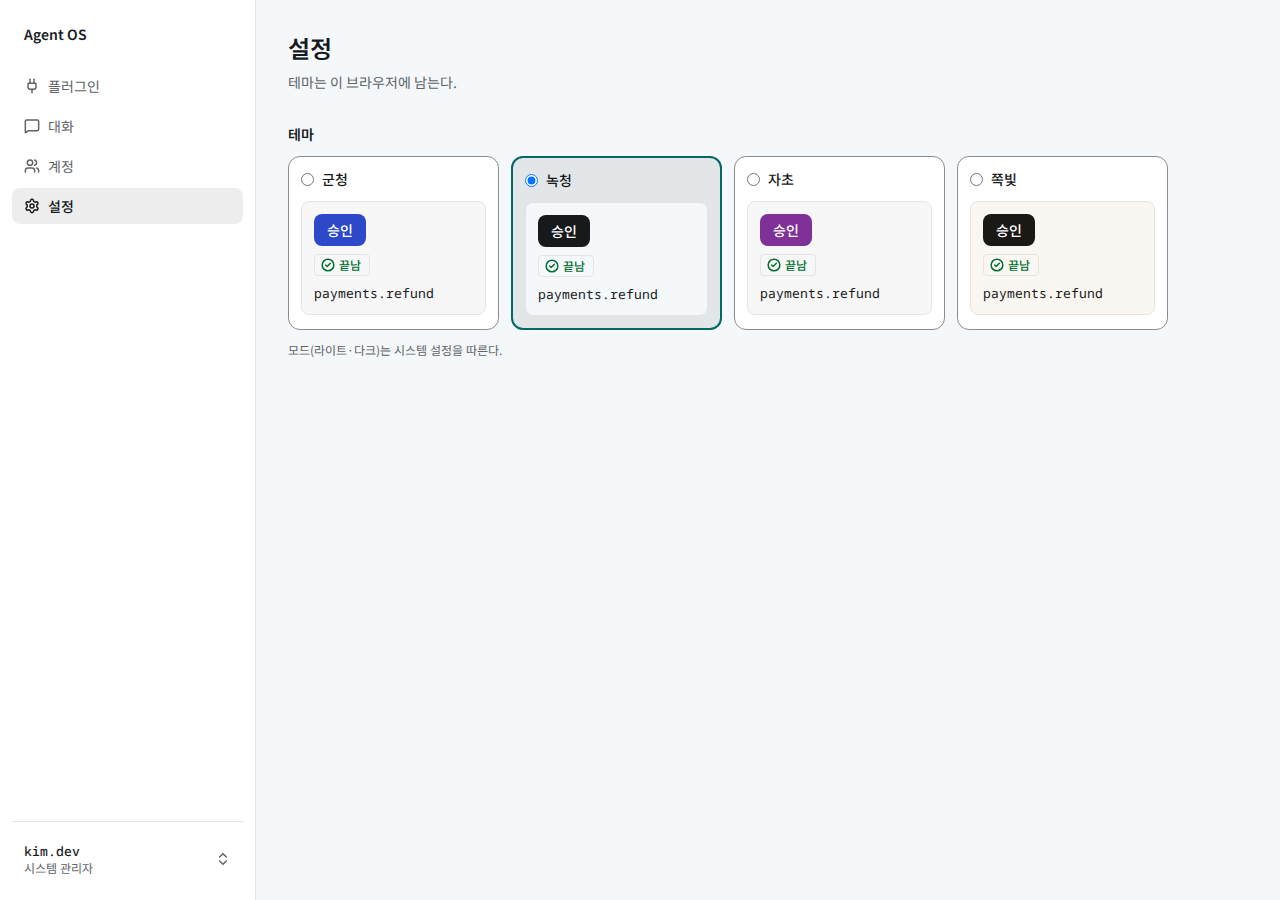 Agent OS
플러그인
대화
계정
설정
kim.dev
시스템 관리자
설정
테마는 이 브라우저에 남는다.
테마
군청
승인
끝남
payments.refund
녹청
승인
끝남
payments.refund
자초
승인
끝남
payments.refund
쪽빛
승인
끝남
payments.refund
모드(라이트·다크)는 시스템 설정을 따른다.